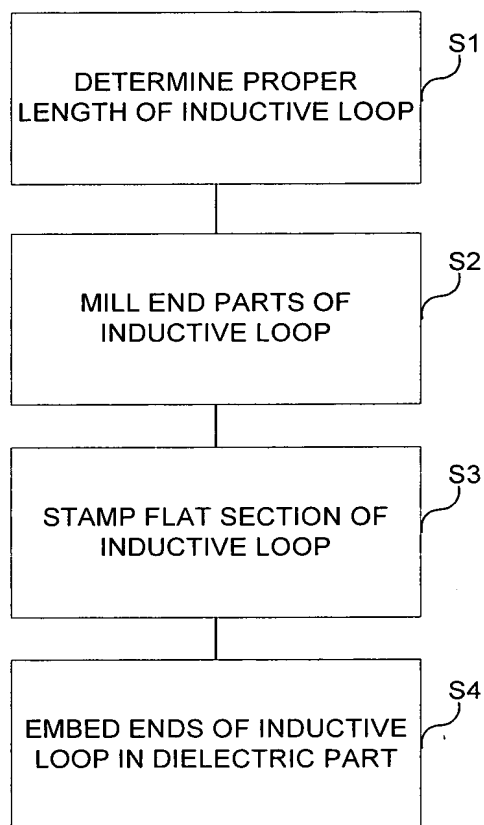 S1
DETERMINE PROPER
LENGTH OF INDUCTIVE LOOP
S2
MILL END PARTS OF
INDUCTIVE LOOP
S3
STAMP FLAT SECTION OF
INDUCTIVE LOOP
S4
EMBED ENDS OF INDUCTIVE
LOOP IN DIELECTRIC PART